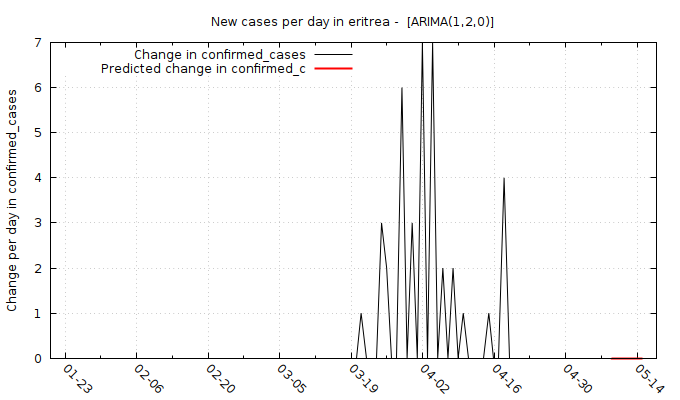 New cases per day in eritrea -  [ARIMA(1,2,0)]
Change in confirmed_cases
Predicted change in confirmed_c
Change per day in confirmed_cases
7
6
5
4
3
2
1
0
01-23 02-06 02-20 03-05 03-19 04-02 04-16 04-30 05-14